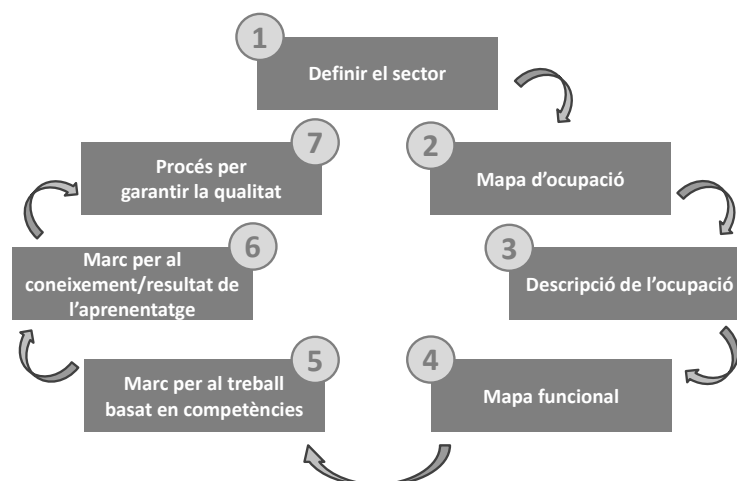 1
Definir el sector
2
Mapa d’ocupació
3
Descripció de l’ocupació
4
Mapa funcional
5
Marc per al treball
basat en competències
6
Marc per al
coneixement/resultat de
l’aprenentatge
7
Procés per
garantir la qualitat